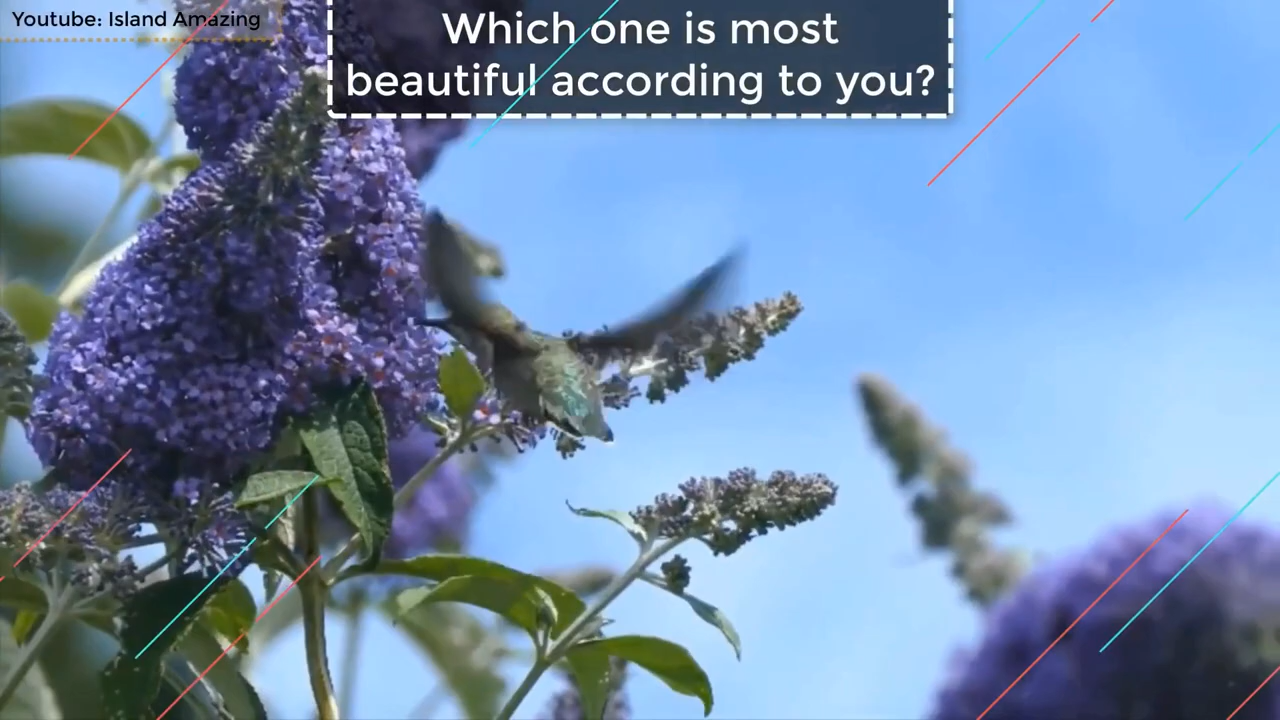 Youtube: Island Amazing
Which one is most
beautiful according to you?